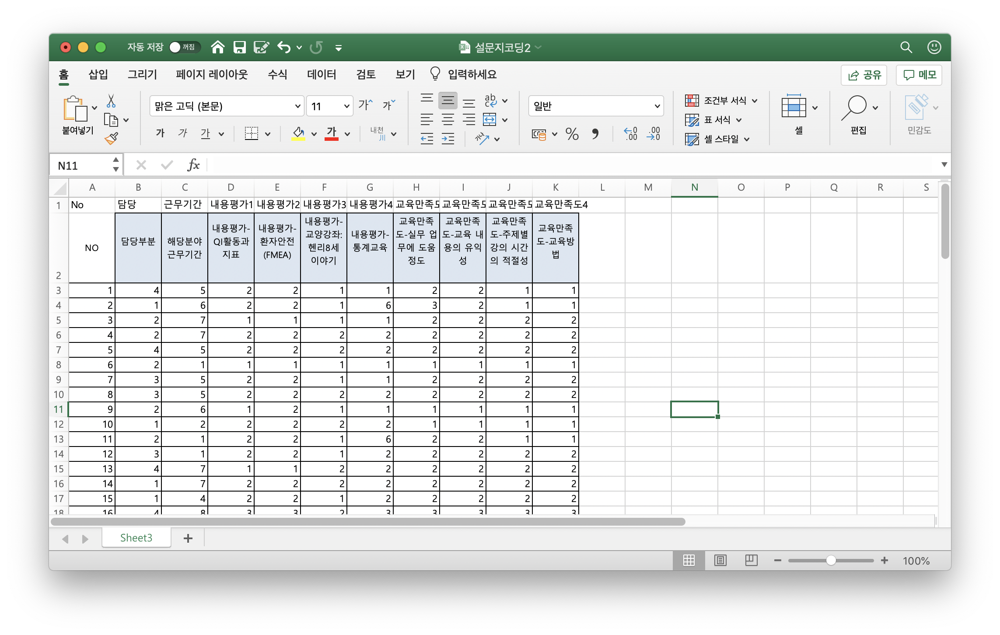 자동 저장 꺼짐 설문지코딩2
홈 삽입 그리기 페이지 레이아웃 수식 데이터 검토 보기 입력하세요 공유 메모
맑은 고딕 (본문) 11 가 가 ab c 일반 조건부 서식
표 서식
붙여넣기 셀 편집 민감도
가 가 가 가 내천 가나 % , .0 .00 .00 .0 셀 스타일
N11 fx
A B C D E F G H I J K L M N O P Q R S
1 No 담당 근무기간 내용평가1 내용평가2 내용평가3 내용평가4 교육만족도 교육만족도 교육만족도 교육만족도4
2 NO 담당부분 해당분야 근무기간 내용평가-QI활동과 지표 내용평가-환자안전(FMEA) 내용평가-교양강좌: 헨리8세 이야기 내용평가-통계교육 교육만족도-실무 업무에 도움 정도 교육만족도-교육 내용의 유익성 교육만족도-주제별 강의 시간의 적절성 교육만족도-교육방법
3 1 4 5 2 2 1 1 2 2 1 1
4 2 1 6 2 2 1 6 3 2 1 1
5 3 2 7 1 1 1 1 2 2 2 2
6 4 2 7 2 2 2 2 2 2 2 2
7 5 4 5 2 2 2 2 2 2 2 2
8 6 2 1 1 1 1 1 1 1 1 1
9 7 3 5 2 2 1 1 2 2 2 2
10 8 3 5 2 2 2 2 2 2 2 2
11 9 2 6 1 2 1 1 1 1 1 1
12 10 1 2 2 2 2 2 1 1 1 1
13 11 2 1 2 2 1 6 2 2 1 1
14 12 3 1 2 2 1 2 2 2 2 2
15 13 4 7 1 1 2 2 2 2 2 2
16 14 1 7 2 2 2 2 2 2 2 2
17 15 1 4 2 2 1 2 2 2 2 2
18 16 4 8 3 3 2 3 3 3 3 3
Sheet3
100%